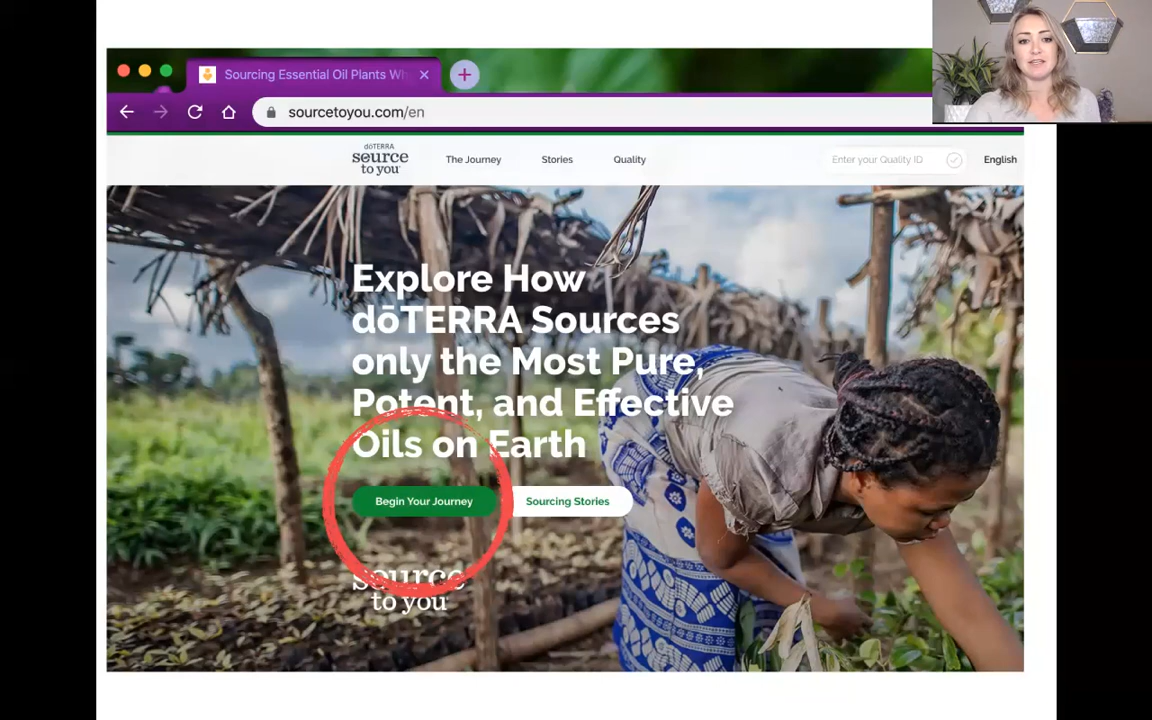 Sourcing Essential Oil Plants Wh
sourcetoyou.com/en
dōTERRA
source
to you
The Journey
Stories
Quality
Enter your Quality ID
English
Explore How
dōTERRA Sources
only the Most Pure,
Potent, and Effective
Oils on Earth
Begin Your Journey
Sourcing Stories
source
to you